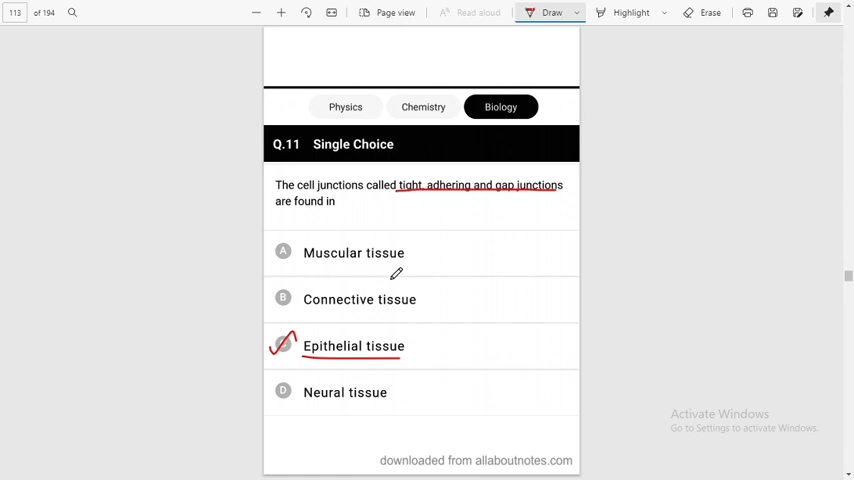 113 of 194 Page view Read aloud Draw Highlight Erase
Physics Chemistry Biology
Q.11 Single Choice
The cell junctions called tight, adhering and gap junctions
are found in
A Muscular tissue
B Connective tissue
Epithelial tissue
D Neural tissue
Activate Windows
Go to Settings to activate Windows.
downloaded from allaboutnotes.com